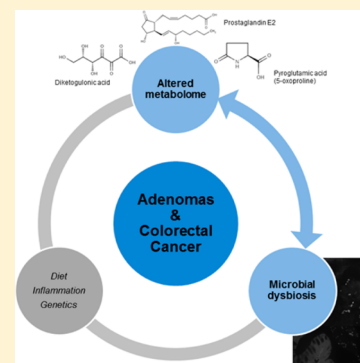 Prostaglandin E2
Diketogulonic acid
Altered
metabolome
Pyroglutamic acid
(5-oxoproline)
Adenomas
&
Colorectal
Cancer
Diet
Inflammation
Genetics
Microbial
dysbiosis